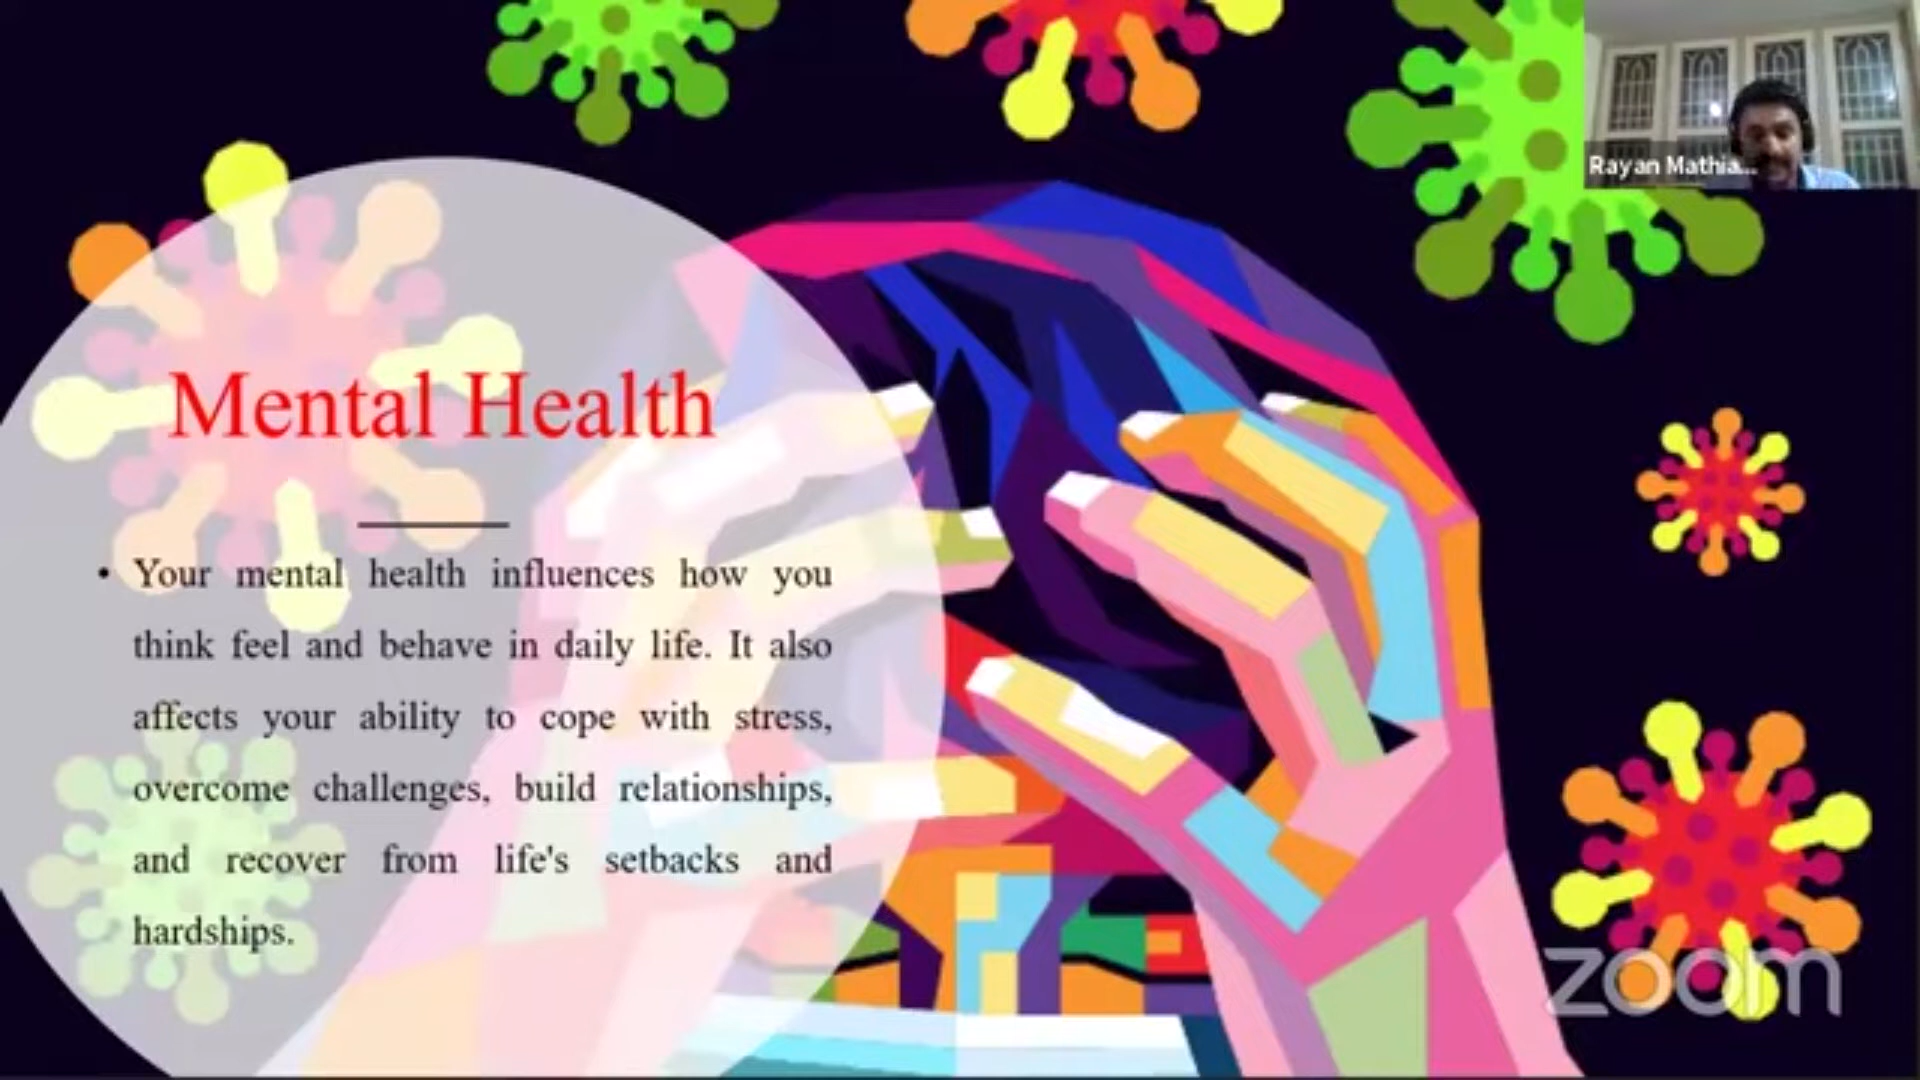 Rayan Mathia...
Mental Health
• Your mental health influences how you
think feel and behave in daily life. It also
affects your ability to cope with stress,
overcome challenges, build relationships,
and recover from life's setbacks and
hardships.
zoom